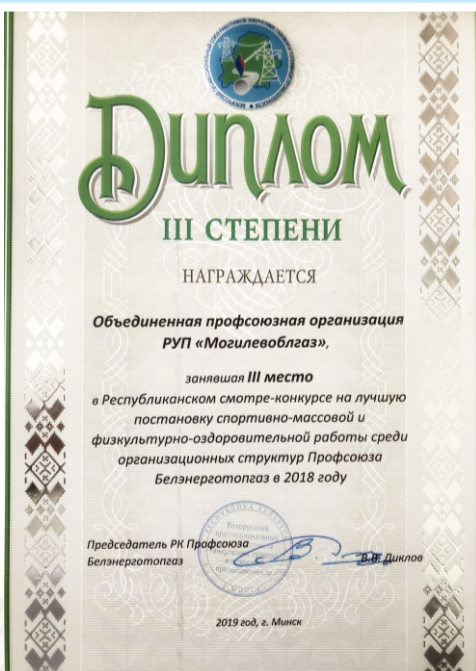 Диплом
III СТЕПЕНИ
НАГРАЖДАЕТСЯ
Объединенная профсоюзная организация
РУП «Могилевоблгаз»,
занявшая III место
в Республиканском смотре-конкурсе на лучшую
постановку спортивно-массовой и
физкультурно-оздоровительной работы среди
организационных структур Профсоюза
Белэнерготопгаз в 2018 году
Председатель РК Профсоюза
Белэнерготопгаз
В.В. Диклов
2019 год, г. Минск